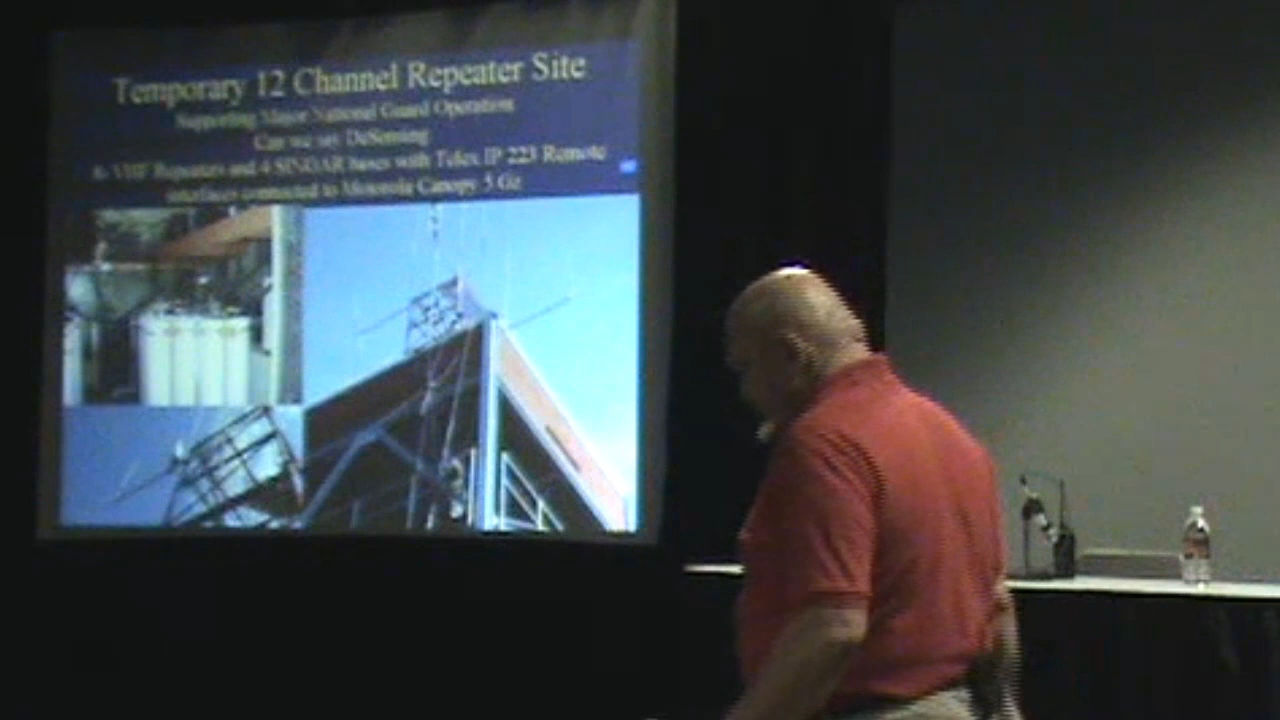 Temporary 12 Channel Repeater Site
Supporting Major National Guard Operation
Can we say DeSensing
VHF Repeaters and 4 SINGAR bases with Telex IP 223 Remote
interfaces connected to Motorola Canopy 5 Gz